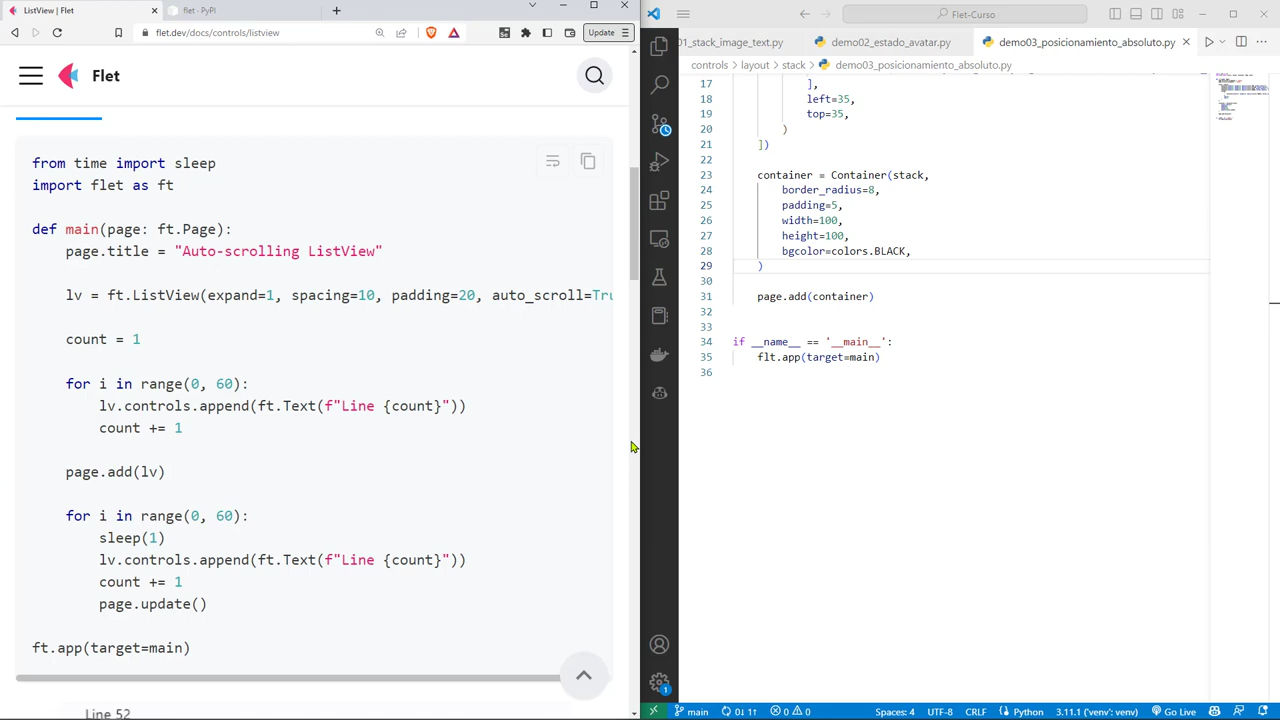 ListView | Flet
flet · PyPI
flet.dev/docs/controls/listview
Update
Flet
from time import sleep
import flet as ft
def main(page: ft.Page):
page.title = "Auto-scrolling ListView"
lv = ft.ListView(expand=1, spacing=10, padding=20, auto_scroll=Tru
count = 1
for i in range(0, 60):
lv.controls.append(ft.Text(f"Line {count}"))
count += 1
page.add(lv)
for i in range(0, 60):
sleep(1)
lv.controls.append(ft.Text(f"Line {count}"))
count += 1
page.update()
ft.app(target=main)
Line 52
Flet-Curso
01_stack_image_text.py
demo03_posicionamiento_absoluto.py
controls > layout > stack > demo03_posicionamiento_absoluto.py
17 ],
18 left=35,
19 top=35,
20 )
21 ])
22
23 container = Container(stack,
24 border_radius=8,
25 padding=5,
26 width=100,
27 height=100,
28 bgcolor=colors.BLACK,
29 )
30
31 page.add(container)
32
33
34 if __name__ == '__main__':
35 flt.app(target=main)
36
1
main 0↓ 1↑ 0 0 Spaces: 4 UTF-8 CRLF Python 3.11.1 ('venv': venv) Go Live